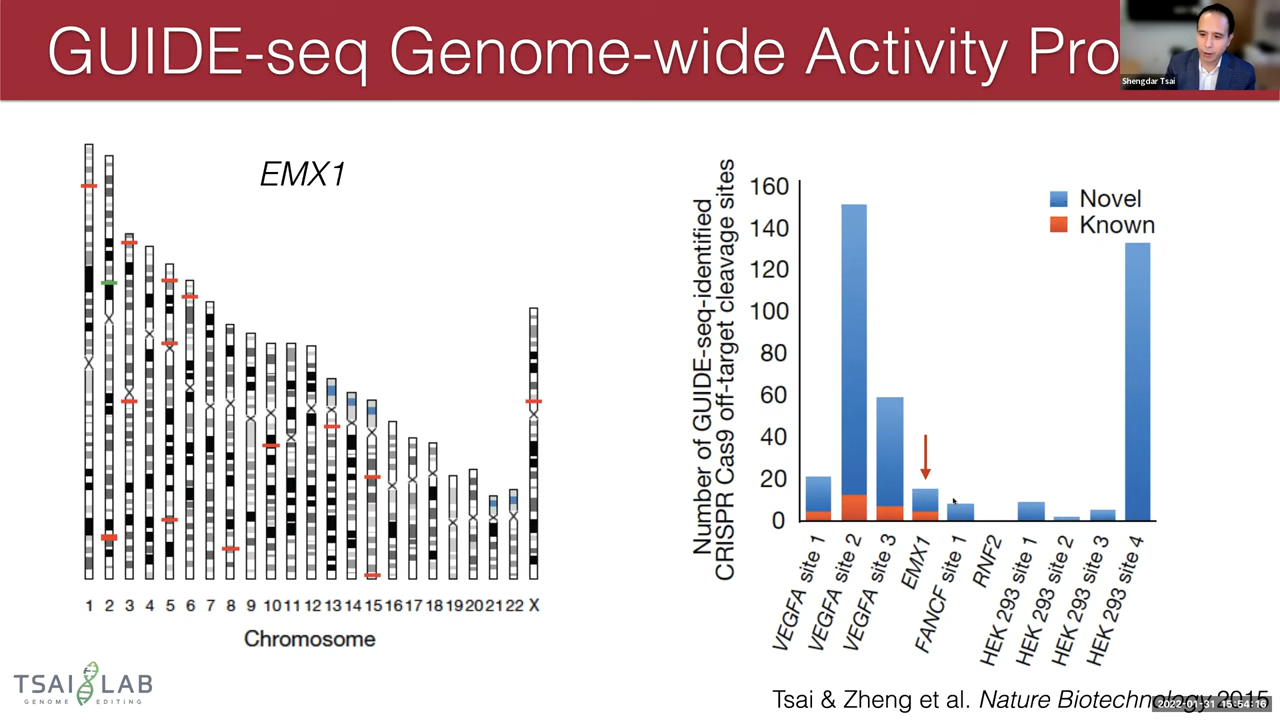 GUIDE-seq Genome-wide Activity Pro
Shengdar Tsai
EMX1
1 2 3 4 5 6 7 8 9 10 11 12 13 14 15 16 17 18 19 20 21 22 X
Chromosome
Number of GUIDE-seq-identified
CRISPR Cas9 off-target cleavage sites
160
140
120
100
80
60
40
20
0
Novel
Known
VEGFA site 1
VEGFA site 2
VEGFA site 3
EMX1
FANCF site 1
RNF2
HEK 293 site 1
HEK 293 site 2
HEK 293 site 3
HEK 293 site 4
TSAI LAB
GENOME EDITING
Tsai & Zheng et al. Nature Biotechnology 2015
2022-01-31 15:54:16